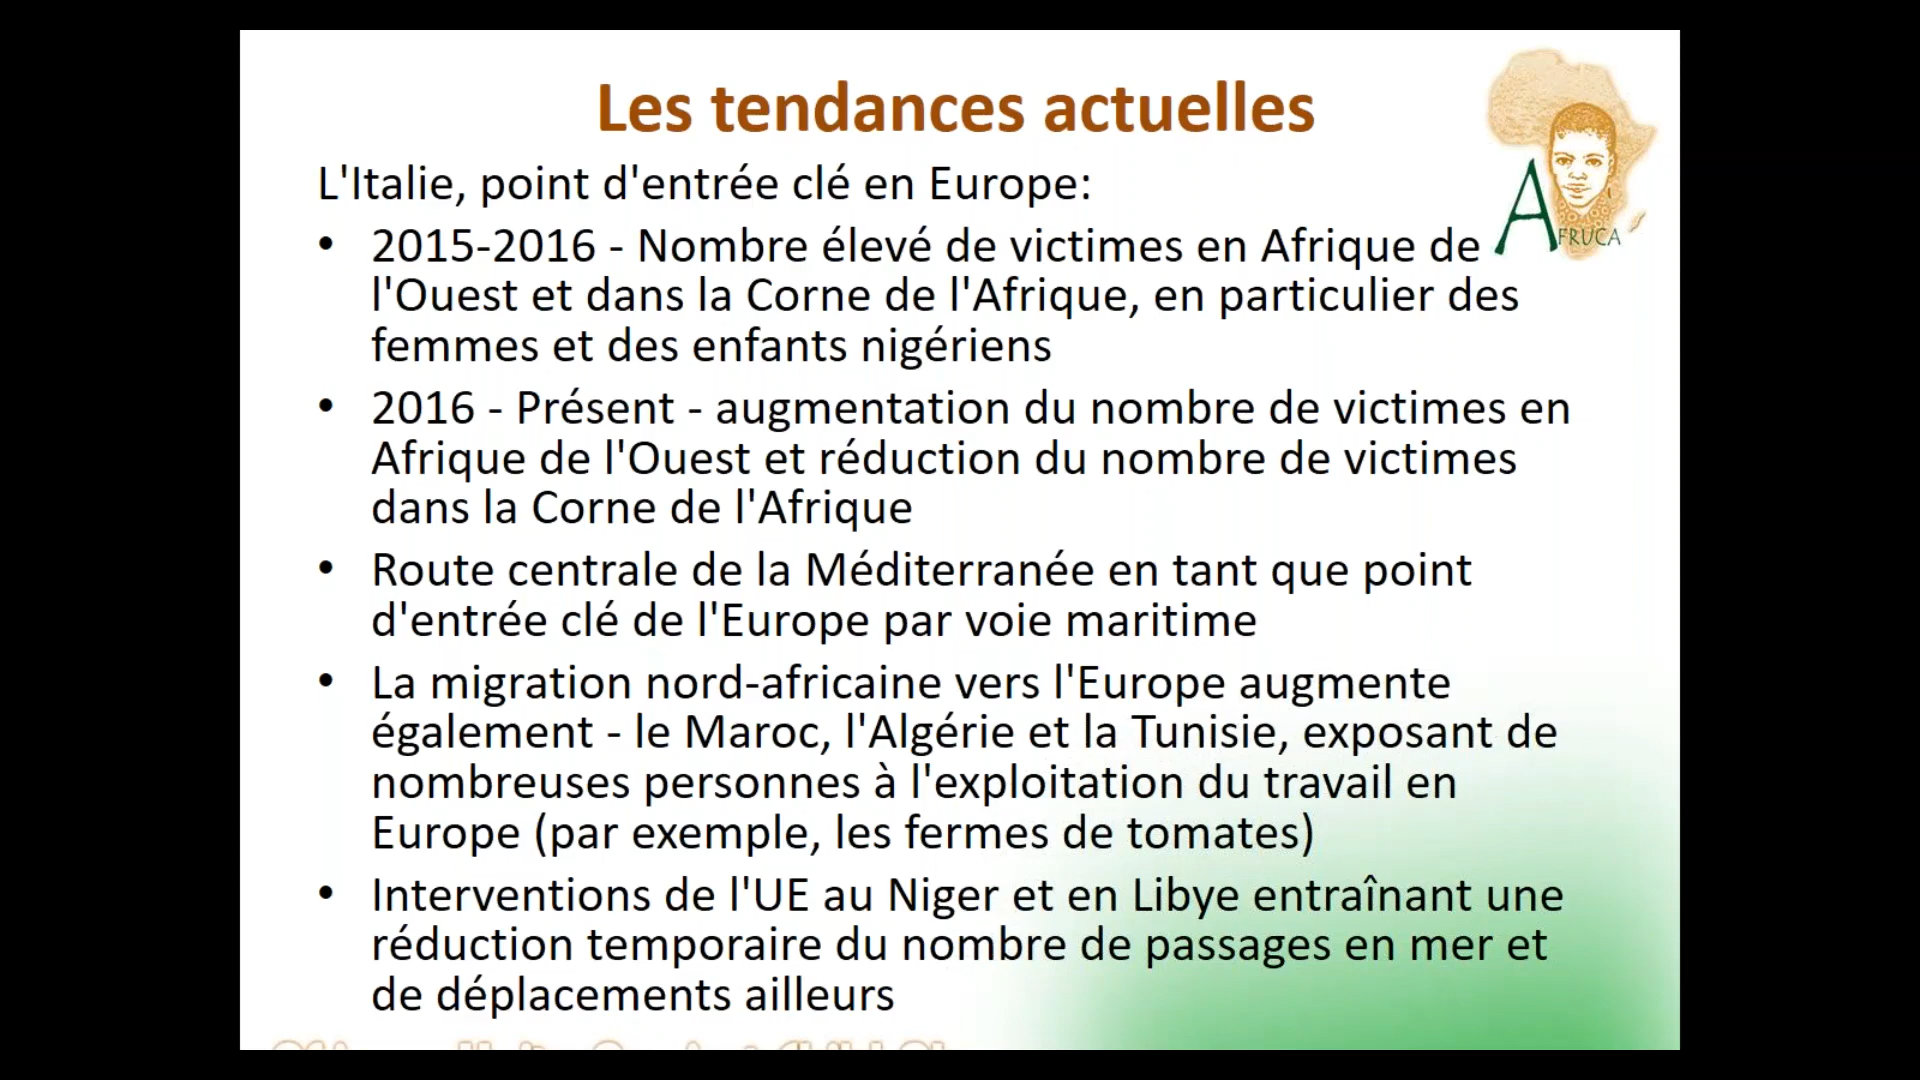 Les tendances actuelles
L'Italie, point d'entrée clé en Europe:
• 2015-2016 - Nombre élevé de victimes en Afrique de
l'Ouest et dans la Corne de l'Afrique, en particulier des
femmes et des enfants nigériens
• 2016 - Présent - augmentation du nombre de victimes en
Afrique de l'Ouest et réduction du nombre de victimes
dans la Corne de l'Afrique
• Route centrale de la Méditerranée en tant que point
d'entrée clé de l'Europe par voie maritime
• La migration nord-africaine vers l'Europe augmente
également - le Maroc, l'Algérie et la Tunisie, exposant de
nombreuses personnes à l'exploitation du travail en
Europe (par exemple, les fermes de tomates)
• Interventions de l'UE au Niger et en Libye entraînant une
réduction temporaire du nombre de passages en mer et
de déplacements ailleurs
AFRUCA